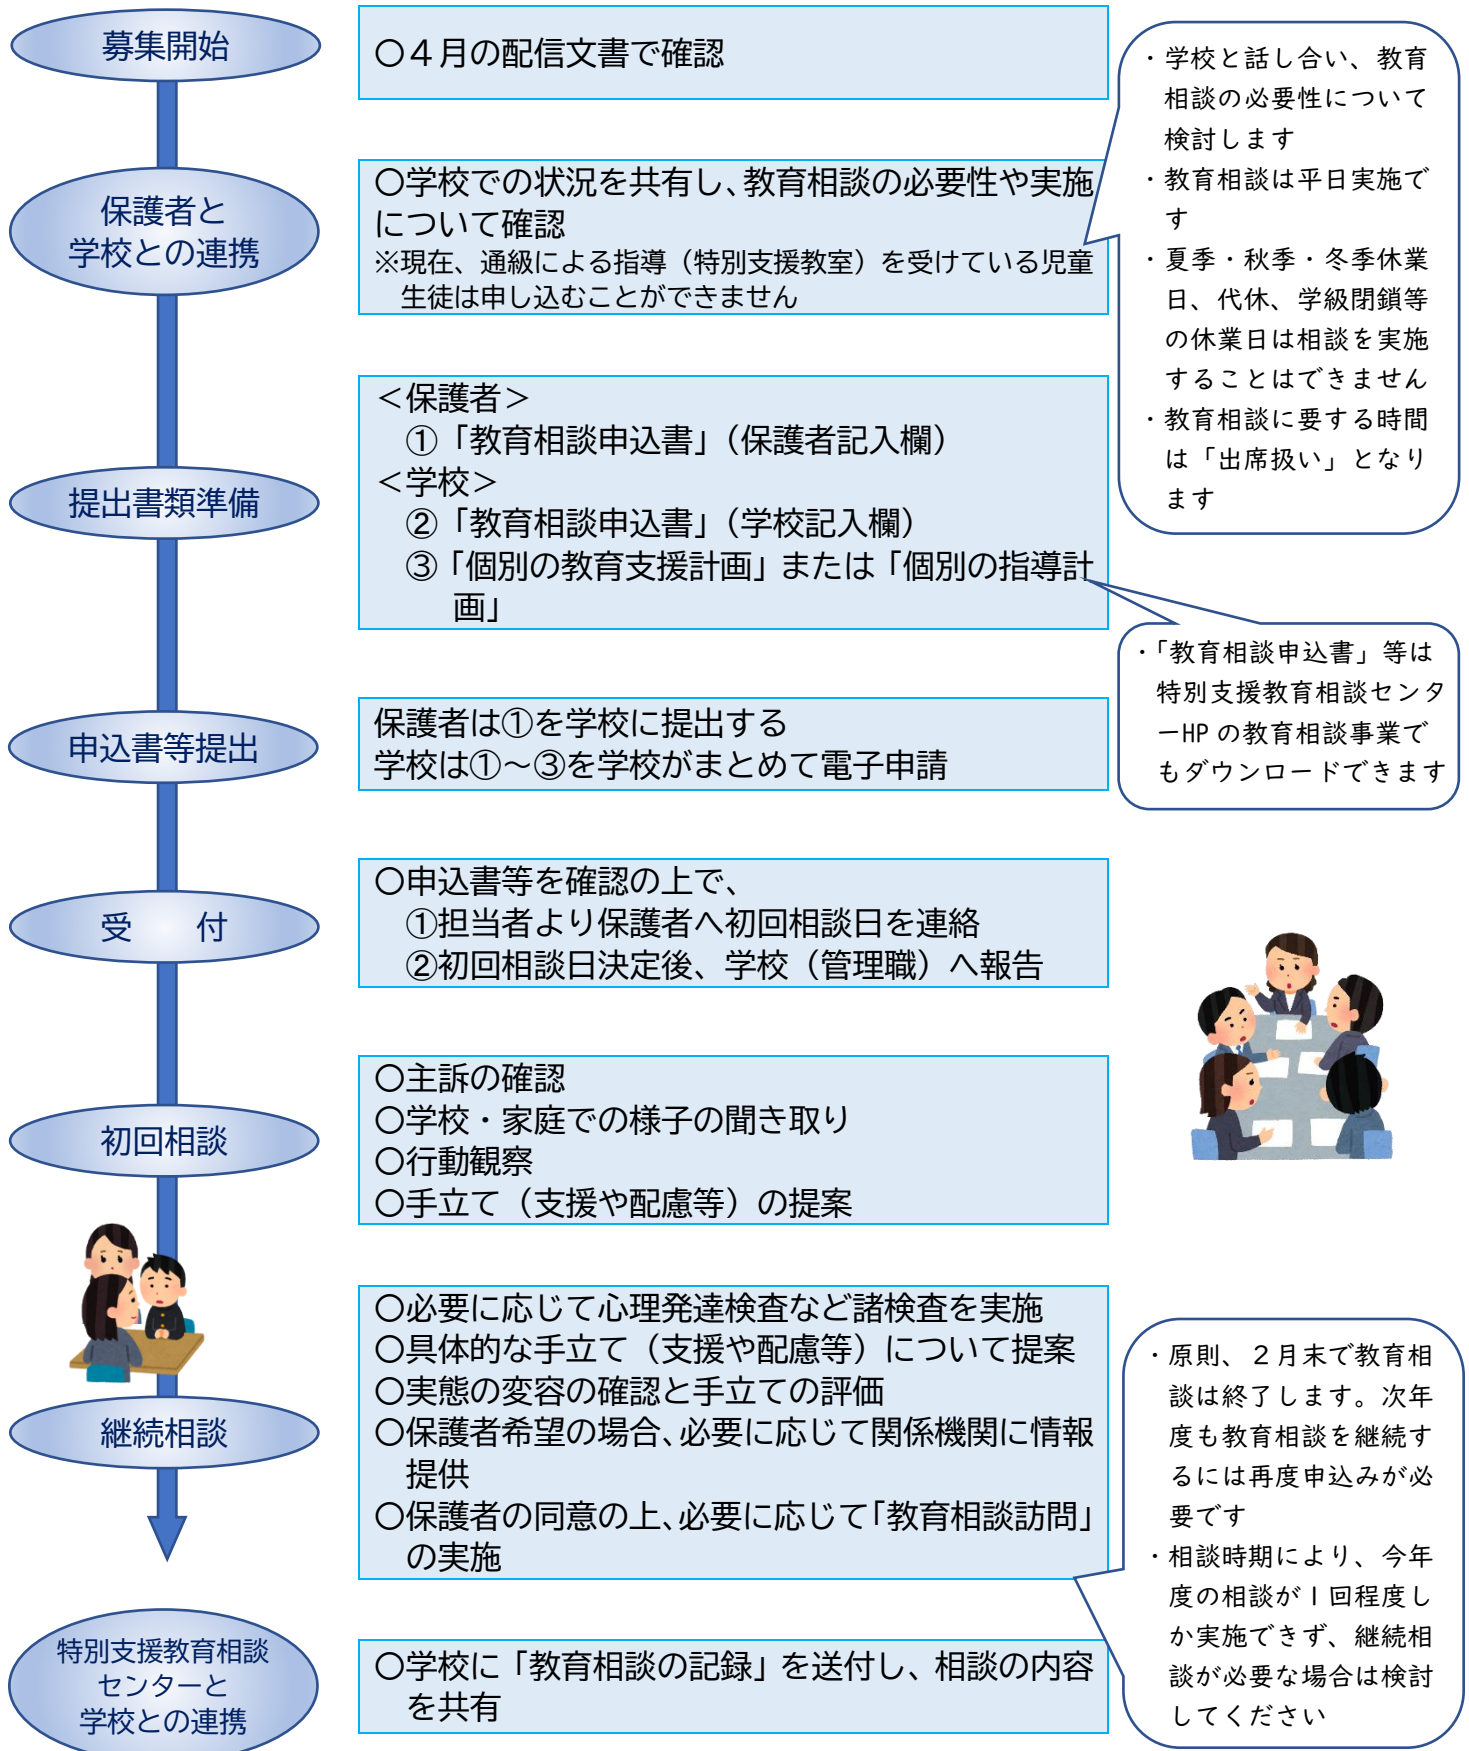 募集開始
〇４月の配信文書で確認
・学校と話し合い、教育
相談の必要性について
検討します
・教育相談は平日実施で
す
・夏季・秋季・冬季休業
日、代休、学級閉鎖等
の休業日は相談を実施
することはできません
・教育相談に要する時間
は「出席扱い」となり
ます
保護者と
学校との連携
〇学校での状況を共有し、教育相談の必要性や実施
について確認
※現在、通級による指導（特別支援教室）を受けている児童
生徒は申し込むことができません
提出書類準備
＜保護者＞
①「教育相談申込書」（保護者記入欄）
＜学校＞
②「教育相談申込書」（学校記入欄）
③「個別の教育支援計画」または「個別の指導計
画」
・「教育相談申込書」等は
特別支援教育相談センタ
ーHPの教育相談事業で
もダウンロードできます
申込書等提出
保護者は①を学校に提出する
学校は①～③を学校がまとめて電子申請
受　　付
〇申込書等を確認の上で、
①担当者より保護者へ初回相談日を連絡
②初回相談日決定後、学校（管理職）へ報告
初回相談
〇主訴の確認
〇学校・家庭での様子の聞き取り
〇行動観察
〇手立て（支援や配慮等）の提案
継続相談
〇必要に応じて心理発達検査など諸検査を実施
〇具体的な手立て（支援や配慮等）について提案
〇実態の変容の確認と手立ての評価
〇保護者希望の場合、必要に応じて関係機関に情報
提供
〇保護者の同意の上、必要に応じて「教育相談訪問」
の実施
・原則、２月末で教育相
談は終了します。次年
度も教育相談を継続す
るには再度申込みが必
要です
・相談時期により、今年
度の相談が１回程度し
か実施できず、継続相
談が必要な場合は検討
してください
特別支援教育相談
センターと
学校との連携
〇学校に「教育相談の記録」を送付し、相談の内容
を共有